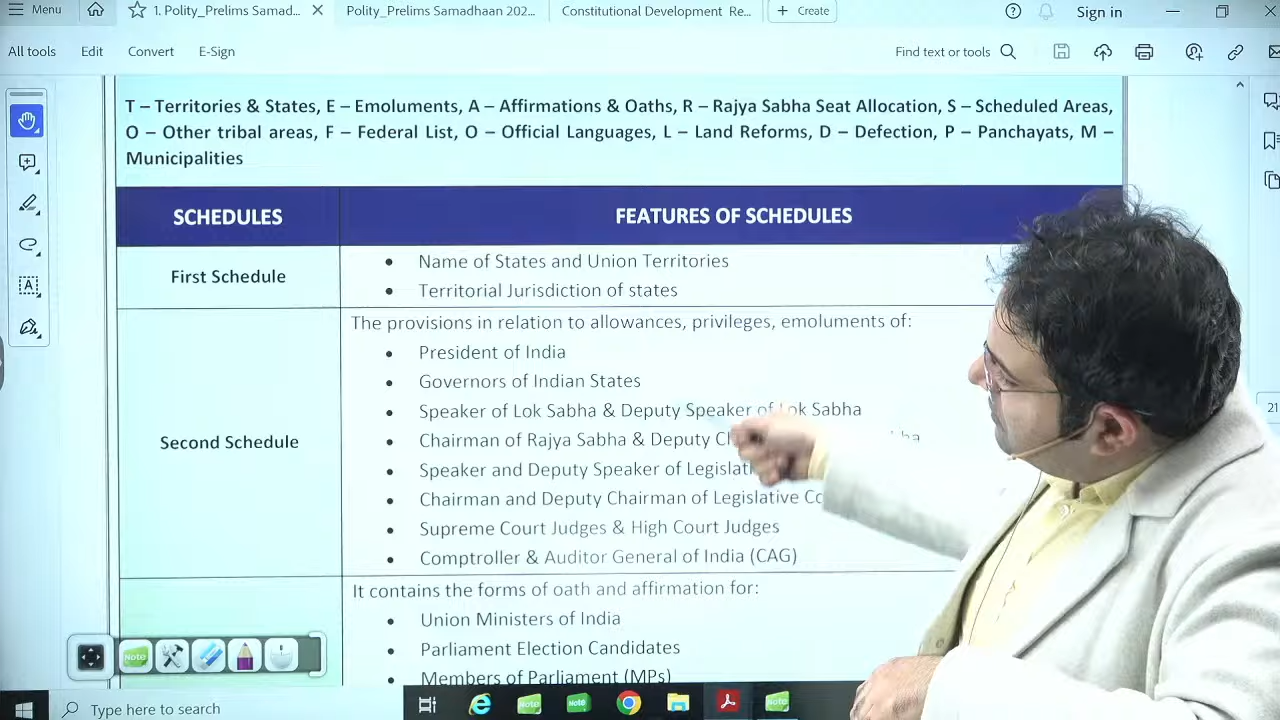 Menu
1. Polity_Prelims Samad...
Polity_Prelims Samadhaan 202...
Constitutional Development Re...
+ Create
Sign in
All tools
Edit
Convert
E-Sign
Find text or tools
T – Territories & States, E – Emoluments, A – Affirmations & Oaths, R – Rajya Sabha Seat Allocation, S – Scheduled Areas,
O – Other tribal areas, F – Federal List, O – Official Languages, L – Land Reforms, D – Defection, P – Panchayats, M –
Municipalities
SCHEDULES
FEATURES OF SCHEDULES
First Schedule
• Name of States and Union Territories
• Territorial Jurisdiction of states
The provisions in relation to allowances, privileges, emoluments of:
• President of India
• Governors of Indian States
• Speaker of Lok Sabha & Deputy Speaker of Lok Sabha
Second Schedule
• Chairman of Rajya Sabha & Deputy
• Speaker and Deputy Speaker of
• Chairman and Deputy Chairman of Legislative
• Supreme Court Judges & High Court Judges
• Comptroller & Auditor General of India (CAG)
It contains the forms of oath and affirmation for:
• Union Ministers of India
• Parliament Election Candidates
• Members of Parliament (MPs)
21
Note
Type here to search
Note
Note
Note